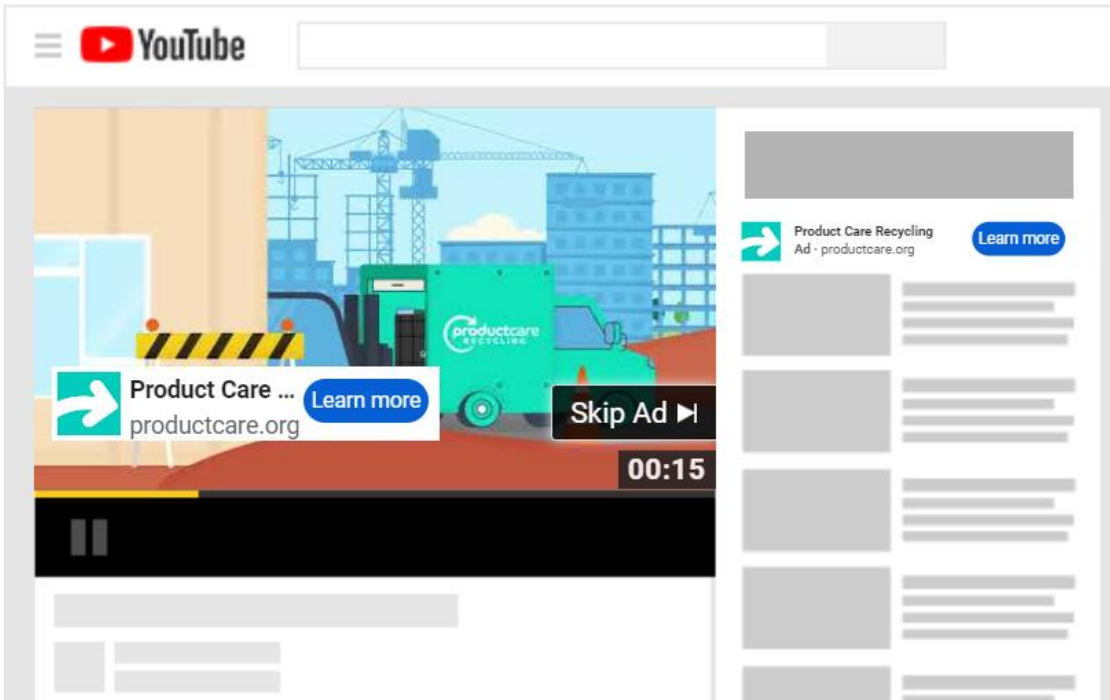 YouTube
productcare
RECYCLING
Product Care ...
Learn more
productcare.org
Skip Ad
00:15
Product Care Recycling
Ad · productcare.org
Learn more